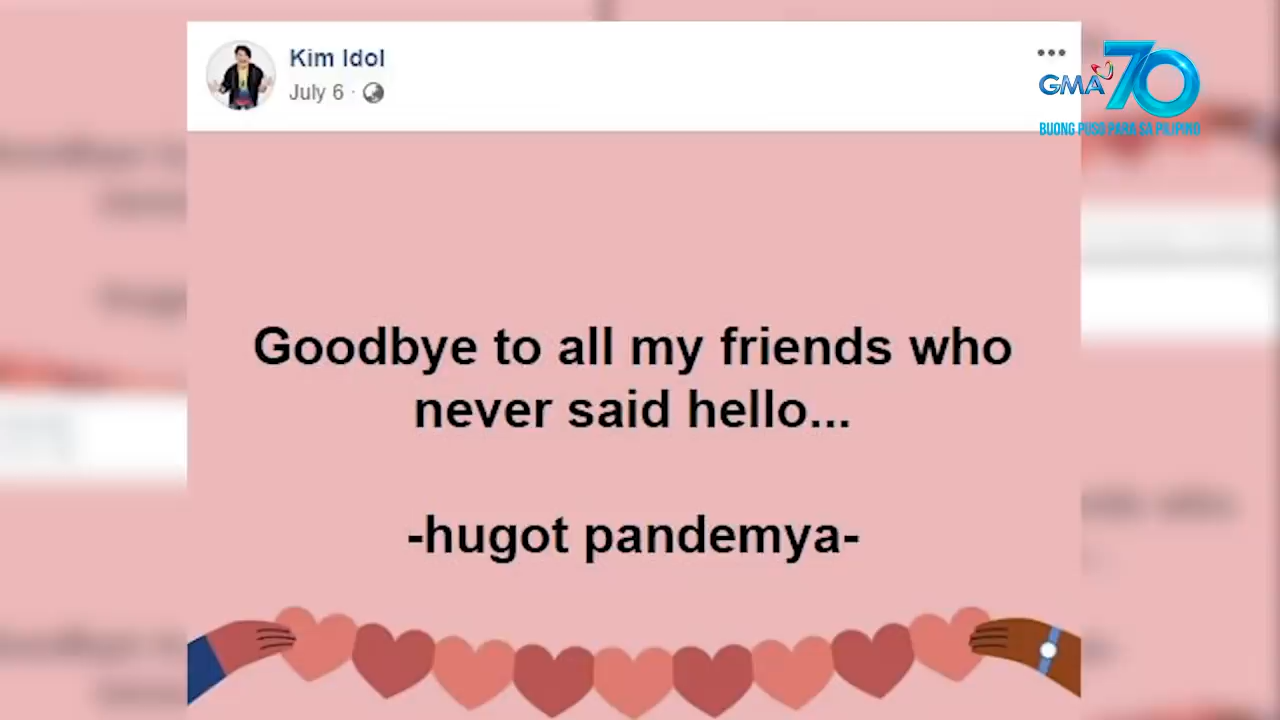 Kim Idol
July 6 ·
GMA 70
BUONG PUSO PARA SA PILIPINO
Goodbye to all my friends who
never said hello...
-hugot pandemya-